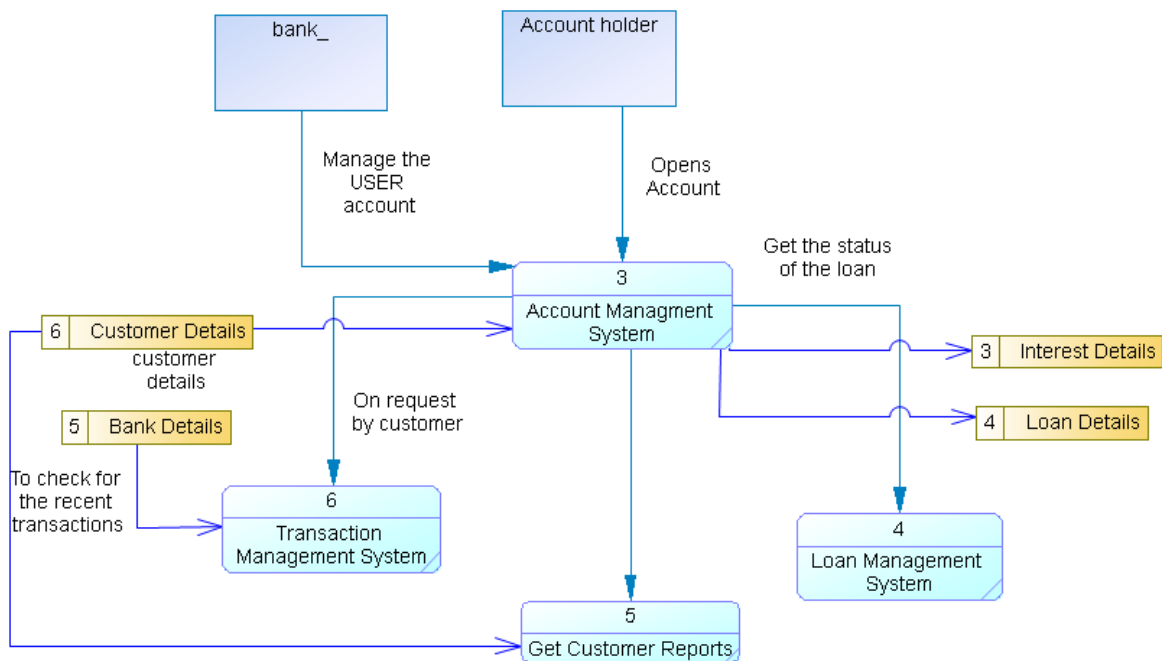 bank_
Account holder
Manage the
USER
account
Opens
Account
Get the status
of the loan
3
Account Managment
System
6 Customer Details
customer
details
3 Interest Details
4 Loan Details
5 Bank Details
On request
by customer
To check for
the recent
transactions
6
Transaction
Management System
4
Loan Management
System
5
Get Customer Reports